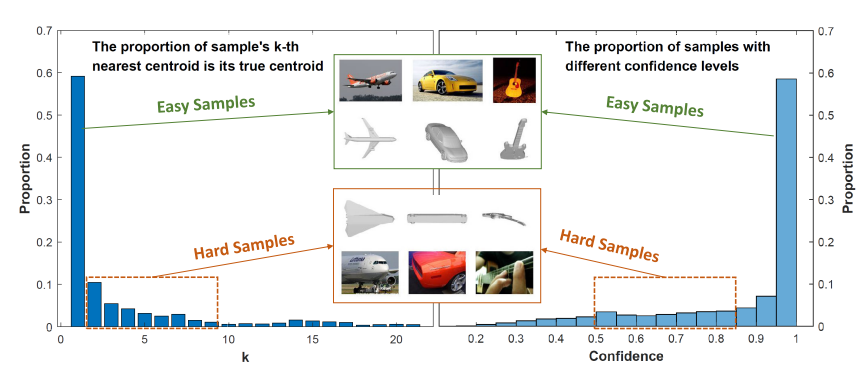 The proportion of sample's k-th
nearest centroid is its true centroid
Easy Samples
Hard Samples
Proportion
0.7
0.6
0.5
0.4
0.3
0.2
0.1
0
0
5
10
15
20
k
The proportion of samples with
different confidence levels
Easy Samples
Hard Samples
0.2
0.3
0.4
0.5
0.6
0.7
0.8
0.9
1
Confidence
0.7
0.6
0.5
0.4
0.3
0.2
0.1
0
Proportion